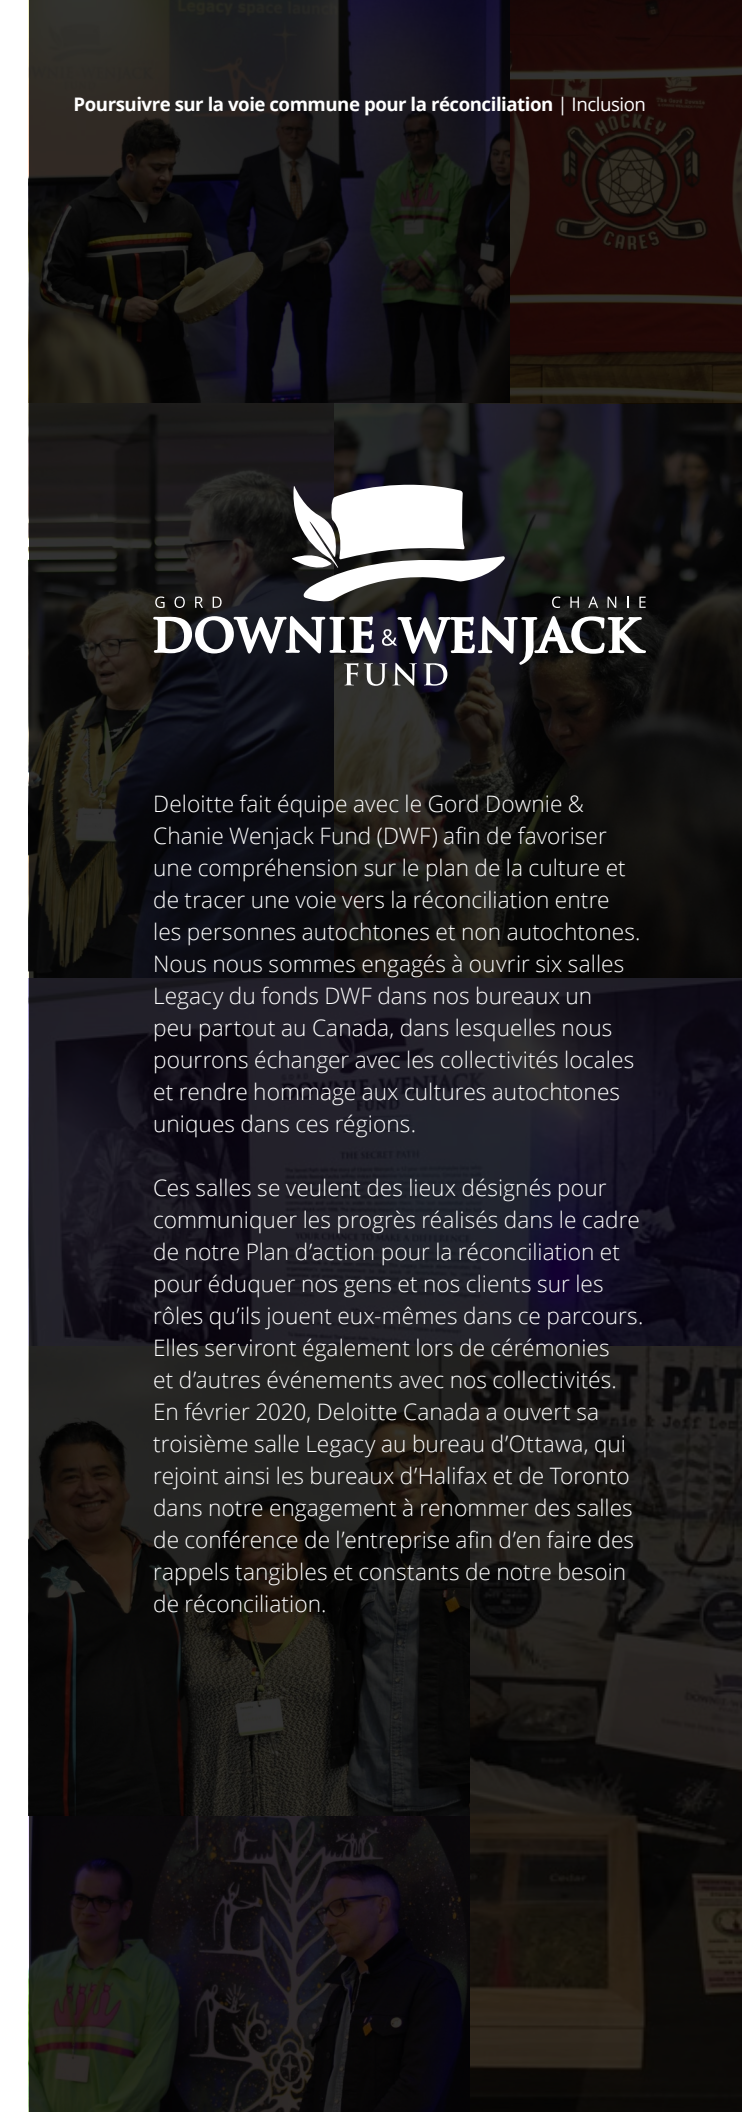 Legacy space launch
Poursuivre sur la voie commune pour la réconciliation | Inclusion
HOCKEY
CARES
GORD CHANIE
DOWNIE & WENJACK
FUND
Deloitte fait équipe avec le Gord Downie &
Chanie Wenjack Fund (DWF) afin de favoriser
une compréhension sur le plan de la culture et
de tracer une voie vers la réconciliation entre
les personnes autochtones et non autochtones.
Nous nous sommes engagés à ouvrir six salles
Legacy du fonds DWF dans nos bureaux un
peu partout au Canada, dans lesquelles nous
pourrons échanger avec les collectivités locales
et rendre hommage aux cultures autochtones
uniques dans ces régions.
THE SECRET PATH
Ces salles se veulent des lieux désignés pour
communiquer les progrès réalisés dans le cadre
de notre Plan d’action pour la réconciliation et
pour éduquer nos gens et nos clients sur les
rôles qu’ils jouent eux-mêmes dans ce parcours.
Elles serviront également lors de cérémonies
et d’autres événements avec nos collectivités.
En février 2020, Deloitte Canada a ouvert sa
troisième salle Legacy au bureau d’Ottawa, qui
rejoint ainsi les bureaux d’Halifax et de Toronto
dans notre engagement à renommer des salles
de conférence de l’entreprise afin d’en faire des
rappels tangibles et constants de notre besoin
de réconciliation.